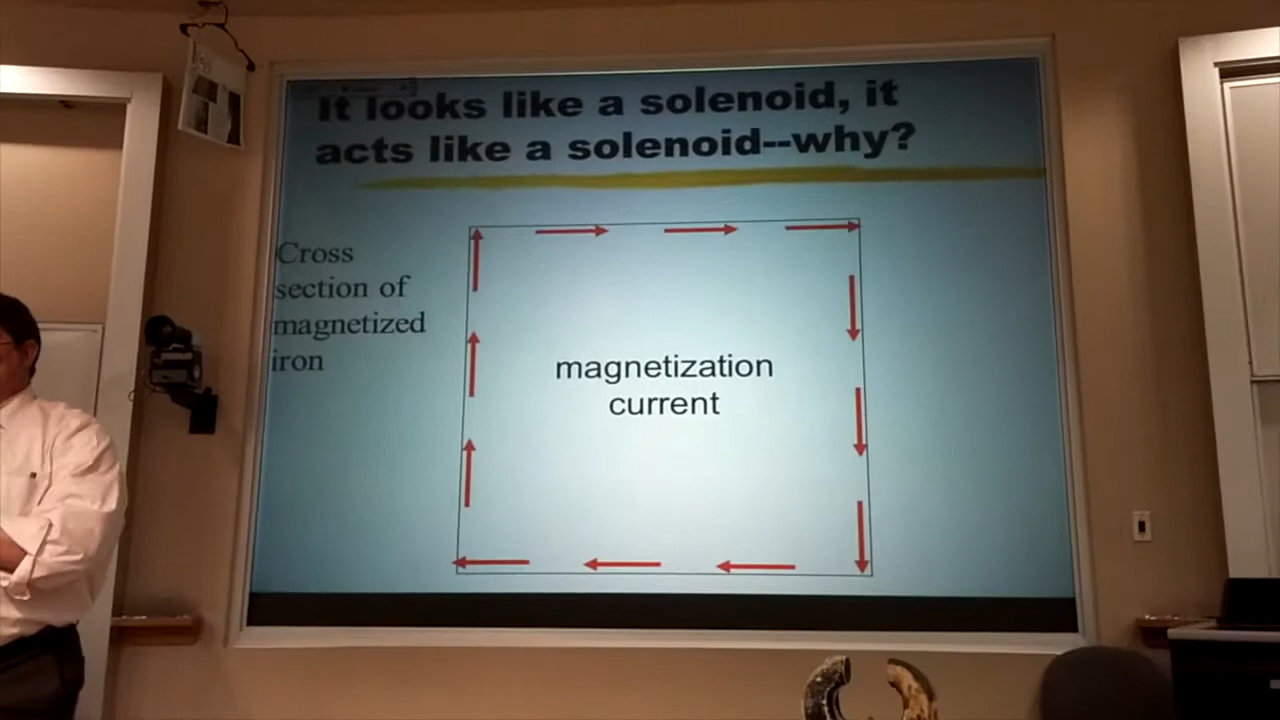 It looks like a solenoid, it
acts like a solenoid--why?
Cross
section of
magnetized
iron
magnetization
current